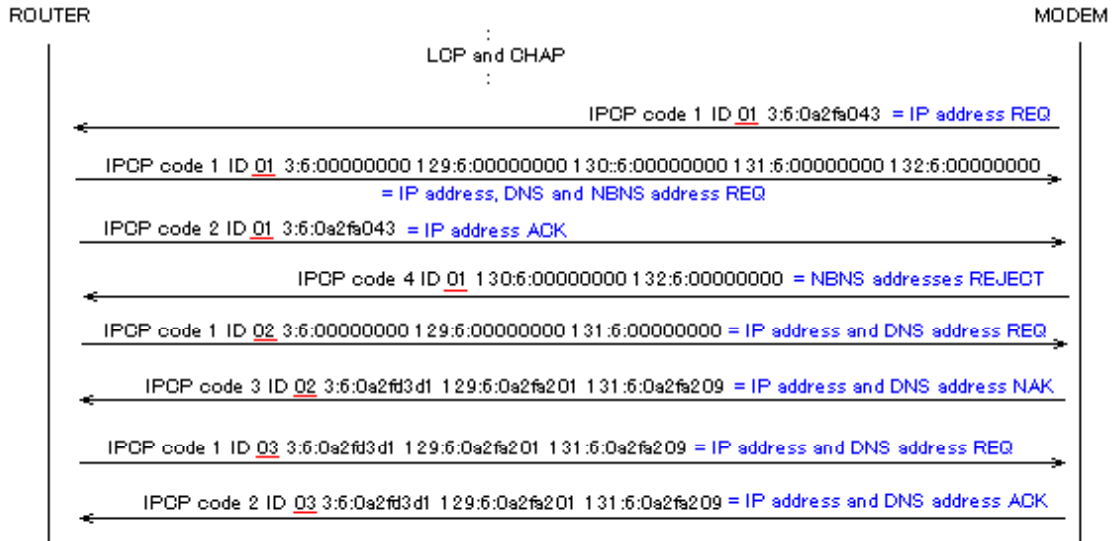 ROUTER MODEM
:
LCP and CHAP
:
IPCP code 1 ID 01 3:6:0a2fa043 = IP address REQ
IPCP code 1 ID 01 3:6:00000000 129:6:00000000 130::6:00000000 131:6:00000000 132:6:00000000
= IP address, DNS and NBNS address REQ
IPCP code 2 ID 01 3:6:0a2fa043 = IP address ACK
IPCP code 4 ID 01 130:6:00000000 132:6:00000000 = NBNS addresses REJECT
IPCP code 1 ID 02 3:6:00000000 129:6:00000000 131:6:00000000 = IP address and DNS address REQ
IPCP code 3 ID 02 3:6:0a2fd3d1 129:6:0a2fa201 131:6:0a2fa209 = IP address and DNS address NAK
IPCP code 1 ID 03 3:6:0a2fd3d1 129:6:0a2fa201 131:6:0a2fa209 = IP address and DNS address REQ
IPCP code 2 ID 03 3:6:0a2fd3d1 129:6:0a2fa201 131:6:0a2fa209 = IP address and DNS address ACK